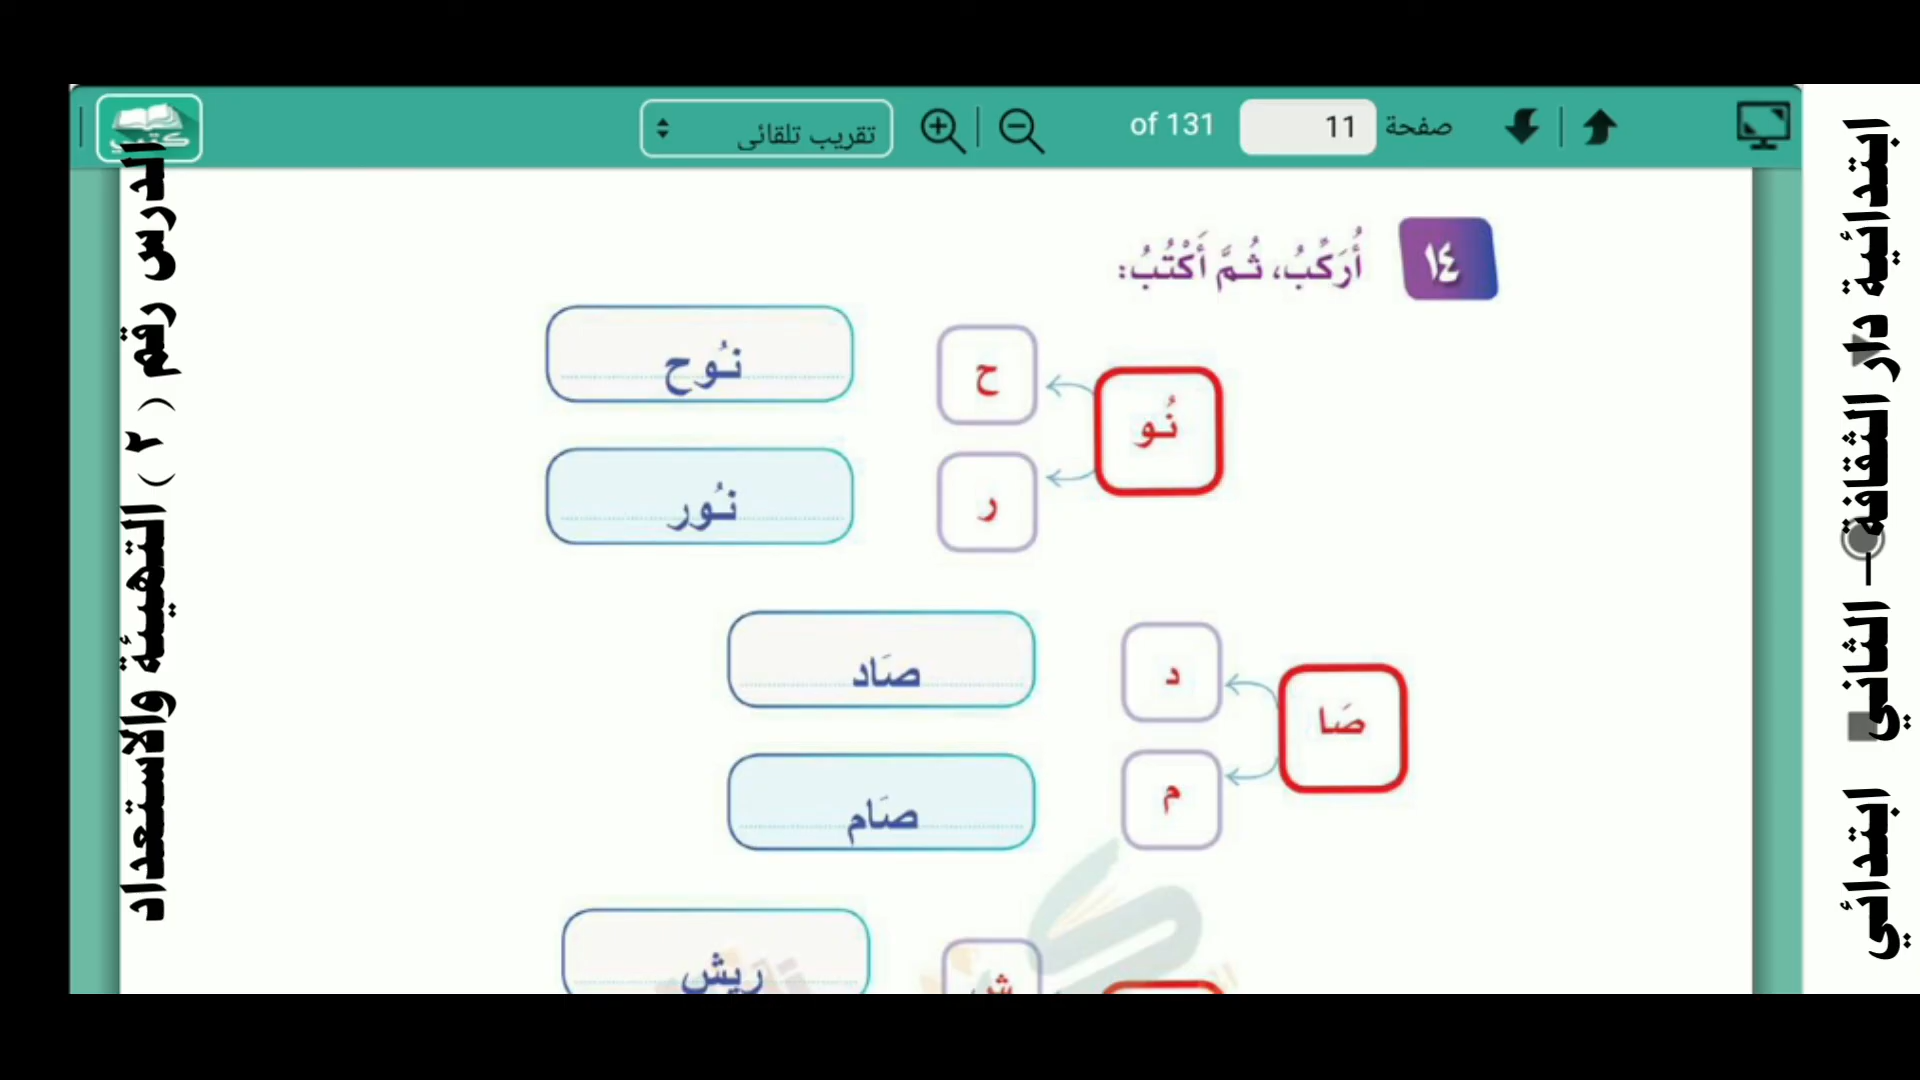 صفحة 11 of 131 تقريب تلقائي
١٤ أُرَكِّبُ، ثُمَّ أَكْتُبُ:
نُو
ح نُوح
ر نُور
صَا
د صَاد
م صَام
ش ريش
ابتدائية دار الثقافة – الثاني ابتدائي
الدرس رقم ( ٢ ) التهيئة والاستعداد